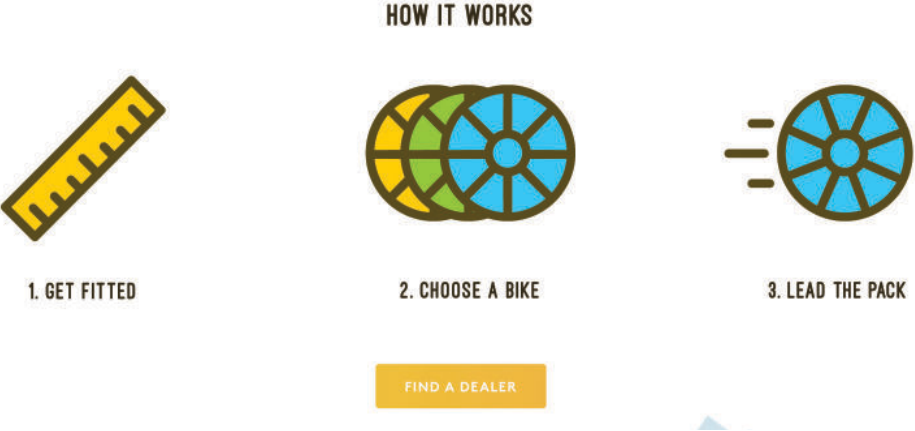 HOW IT WORKS
1. GET FITTED
2. CHOOSE A BIKE
3. LEAD THE PACK
FIND A DEALER